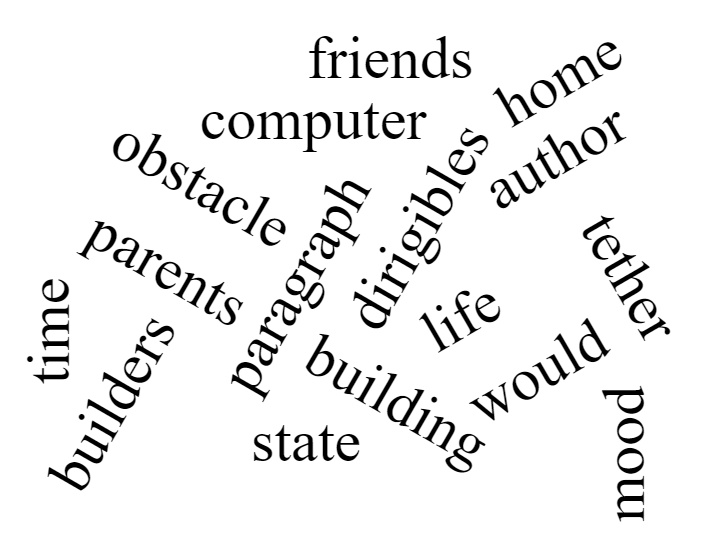 friends
home
computer
author
obstacle
dirigibles
paragraph
parents
tether
time
life
builders
building
would
state
mood